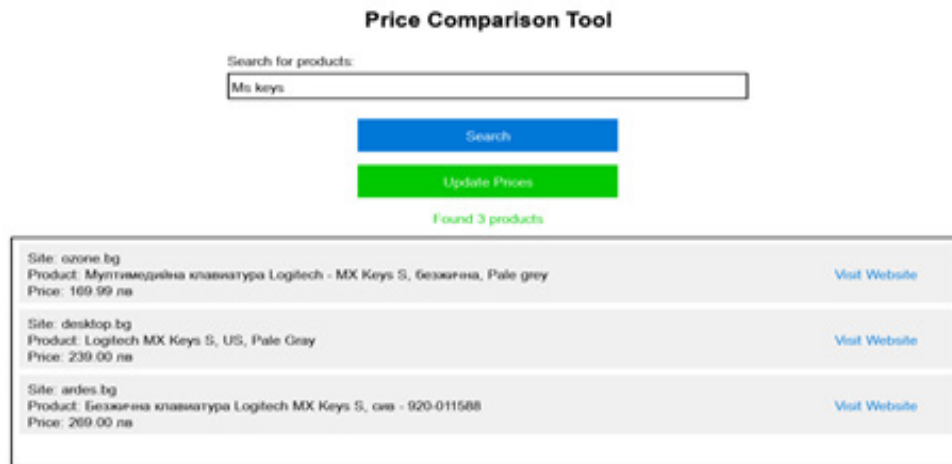 Price Comparison Tool
Search for products:
Ms keys
Search
Update Prices
Found 3 products
Site: ozone.bg
Product: Мултимедийна клавиатура Logitech - MX Keys S, безжична, Pale grey
Price: 169.99 лв
Visit Website
Site: desktop.bg
Product: Logitech MX Keys S, US, Pale Gray
Price: 239.00 лв
Visit Website
Site: ardes.bg
Product: Безжична клавиатура Logitech MX Keys S, сив - 920-011588
Price: 269.00 лв
Visit Website